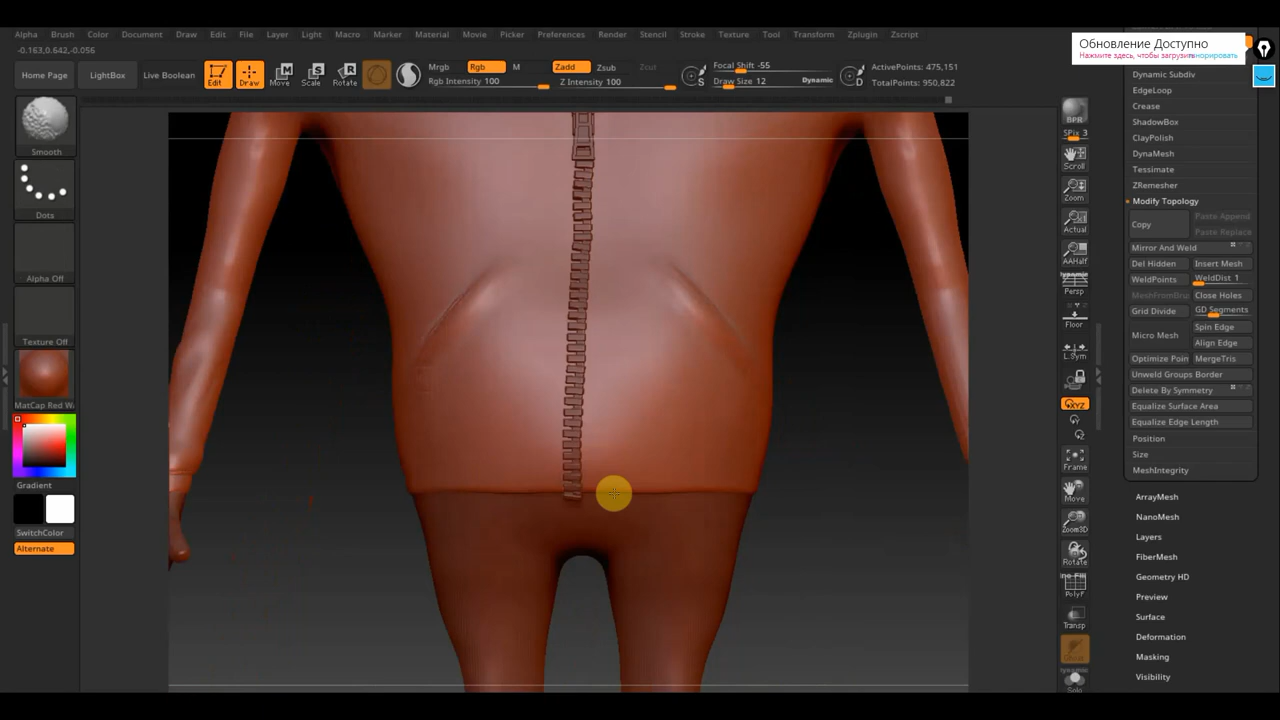 Alpha Brush Color Document Draw Edit File Layer Light Macro Marker Material Movie Picker Preferences Render Stencil Stroke Texture Tool Transform Zplugin Zscript
-0.163,0.642,-0.056
Обновление Доступно
Нажмите здесь, чтобы загрузить
Игнорировать
Home Page
LightBox
Live Boolean
Edit
Draw
Move
Scale
Rotate
Mrgb Rgb M
Rgb Intensity 100
Zadd Zsub Zcut
Z Intensity 100
S
Focal Shift -55
Draw Size 12 Dynamic
D
ActivePoints: 475,151
TotalPoints: 950,822
Smooth
Dots
Alpha Off
Texture Off
MatCap Red W
Gradient
SwitchColor
Alternate
BPR
SPix 3
Scroll
Zoom
Actual
AAHalf
Dynamic
Persp
Floor
L.Sym
XYZ
Y
Z
Frame
Move
Zoom3D
Rotate
PolyF
Transp
Ghost
Dynamic
Solo
Dynamic Subdiv
EdgeLoop
Crease
ShadowBox
ClayPolish
DynaMesh
Tessimate
ZRemesher
Modify Topology
Copy
Paste Append
Paste Replace
Mirror And Weld
Del Hidden Insert Mesh
WeldPoints WeldDist 1
MeshFromBru Close Holes
Grid Divide GD Segments
Micro Mesh
Spin Edge
Align Edge
Optimize Poin MergeTris
Unweld Groups Border
Delete By Symmetry
Equalize Surface Area
Equalize Edge Length
Position
Size
MeshIntegrity
ArrayMesh
NanoMesh
Layers
FiberMesh
Geometry HD
Preview
Surface
Deformation
Masking
Visibility